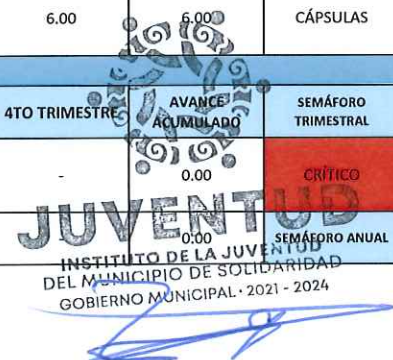 6.00 6.00 CÁPSULAS
4TO TRIMESTRE AVANCE ACUMULADO SEMÁFORO TRIMESTRAL
- 0.00 CRÍTICO
- 0.00 SEMÁFORO ANUAL
JUVENTUD
INSTITUTO DE LA JUVENTUD
DEL MUNICIPIO DE SOLIDARIDAD
GOBIERNO MUNICIPAL · 2021 - 2024